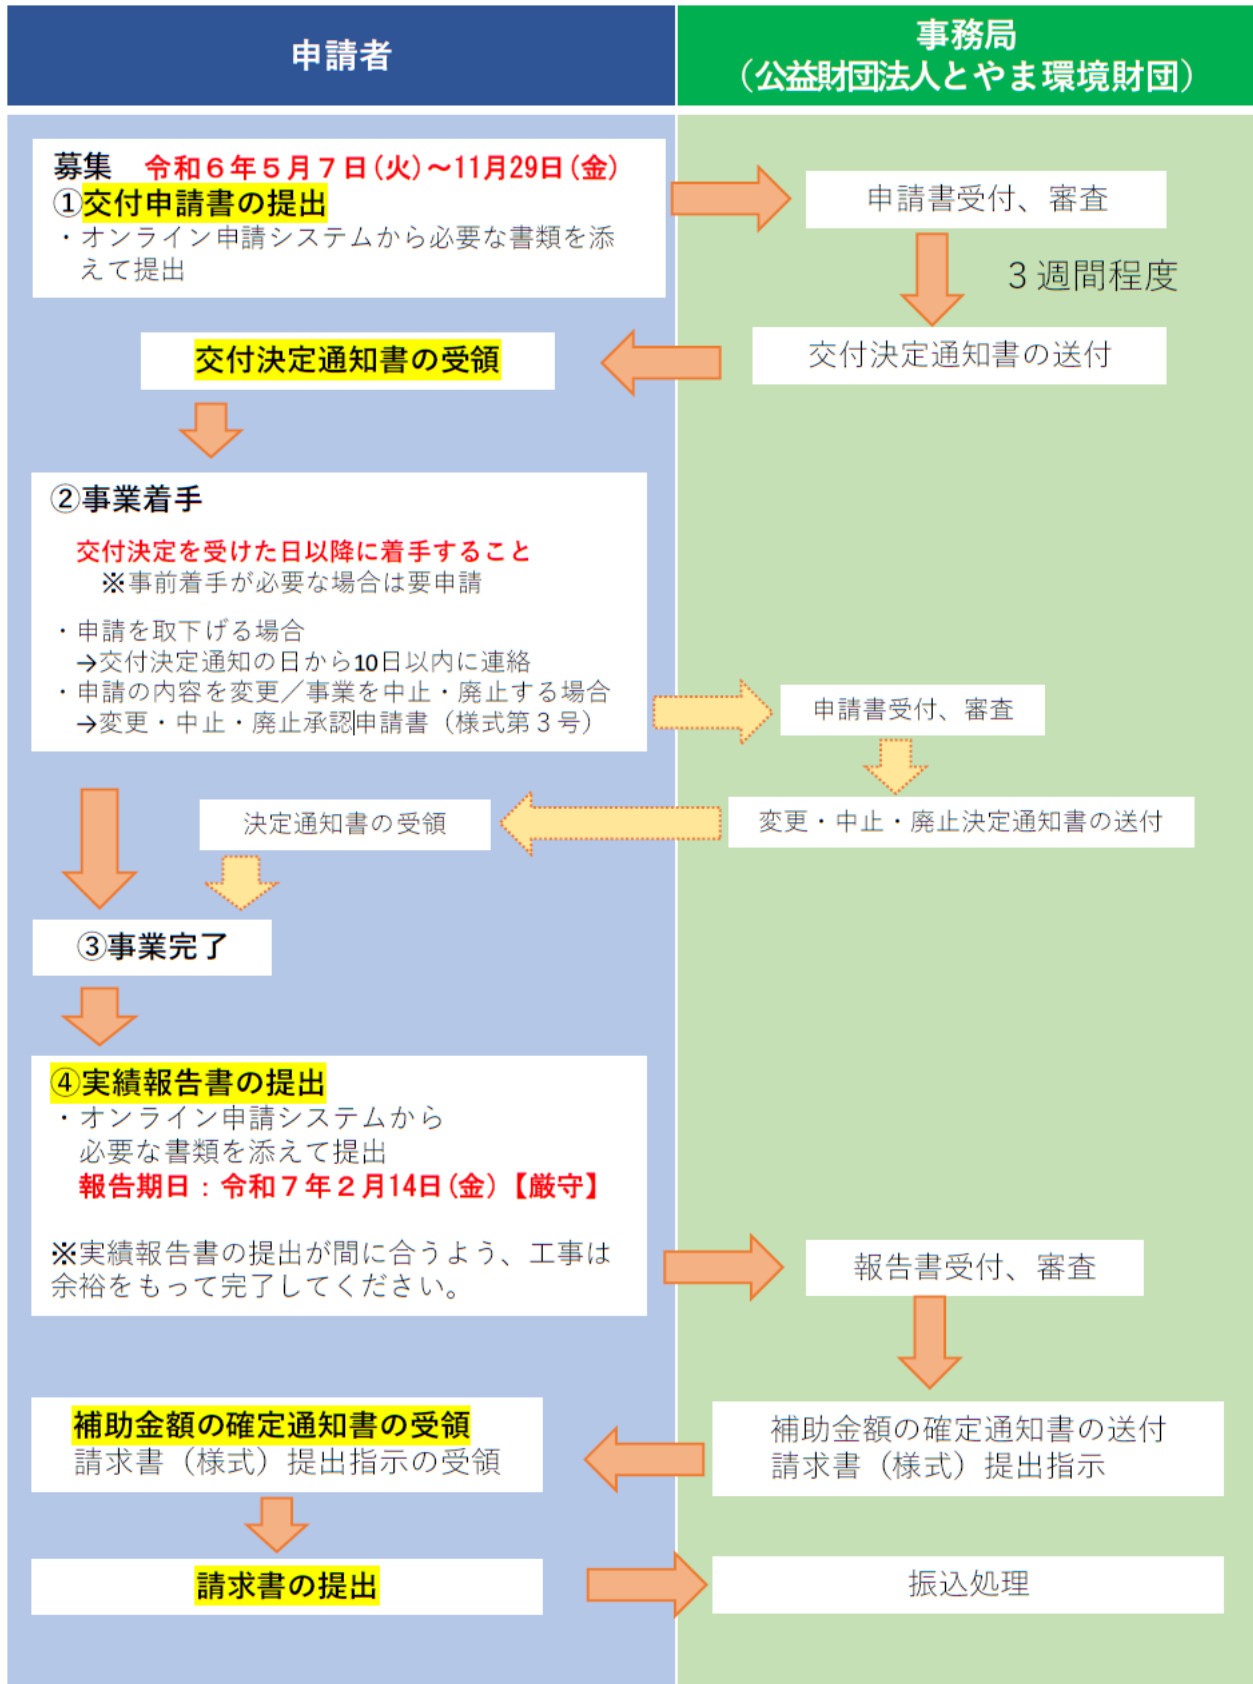 申請者
事務局
（公益財団法人とやま環境財団）
募集　令和６年５月７日(火)～11月29日(金)
①交付申請書の提出
・オンライン申請システムから必要な書類を添
えて提出
申請書受付、審査
３週間程度
交付決定通知書の送付
交付決定通知書の受領
②事業着手
交付決定を受けた日以降に着手すること
※事前着手が必要な場合は要申請
・申請を取下げる場合
→交付決定通知の日から10日以内に連絡
・申請の内容を変更／事業を中止・廃止する場合
→変更・中止・廃止承認申請書（様式第３号）
申請書受付、審査
変更・中止・廃止決定通知書の送付
決定通知書の受領
③事業完了
④実績報告書の提出
・オンライン申請システムから
必要な書類を添えて提出
報告期日：令和７年２月14日(金)【厳守】
※実績報告書の提出が間に合うよう、工事は
余裕をもって完了してください。
報告書受付、審査
補助金額の確定通知書の送付
請求書（様式）提出指示
補助金額の確定通知書の受領
請求書（様式）提出指示の受領
請求書の提出
振込処理